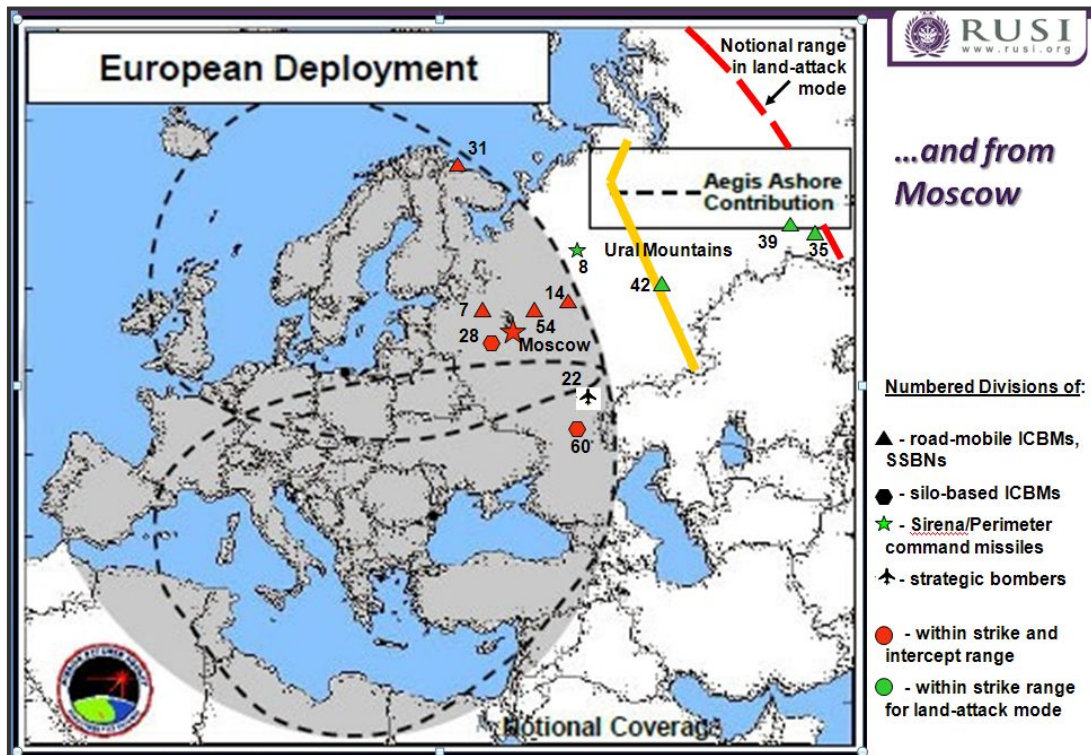 RUSI
www.rusi.org
European Deployment
Notional range
in land-attack
mode
...and from
Moscow
31
Aegis Ashore
Contribution
39
35
Ural Mountains
8
42
14
7
54
28
Moscow
22
60
Notional Coverage
Numbered Divisions of:
- road-mobile ICBMs,
SSBNs
- silo-based ICBMs
- Sirena/Perimeter
command missiles
- strategic bombers
- within strike and
intercept range
- within strike range
for land-attack mode